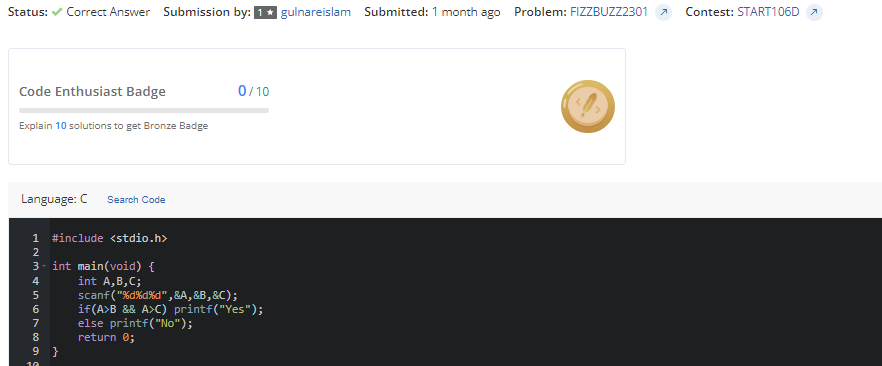 Status: ✓ Correct Answer Submission by: 1★ gulnareislam Submitted: 1 month ago Problem: FIZZBUZZ2301 Contest: START106D
Code Enthusiast Badge 0 / 10
Explain 10 solutions to get Bronze Badge
Language: C Search Code
1 #include <stdio.h>
2
3 int main(void) {
4 int A,B,C;
5 scanf("%d%d%d",&A,&B,&C);
6 if(A>B && A>C) printf("Yes");
7 else printf("No");
8 return 0;
9 }
10